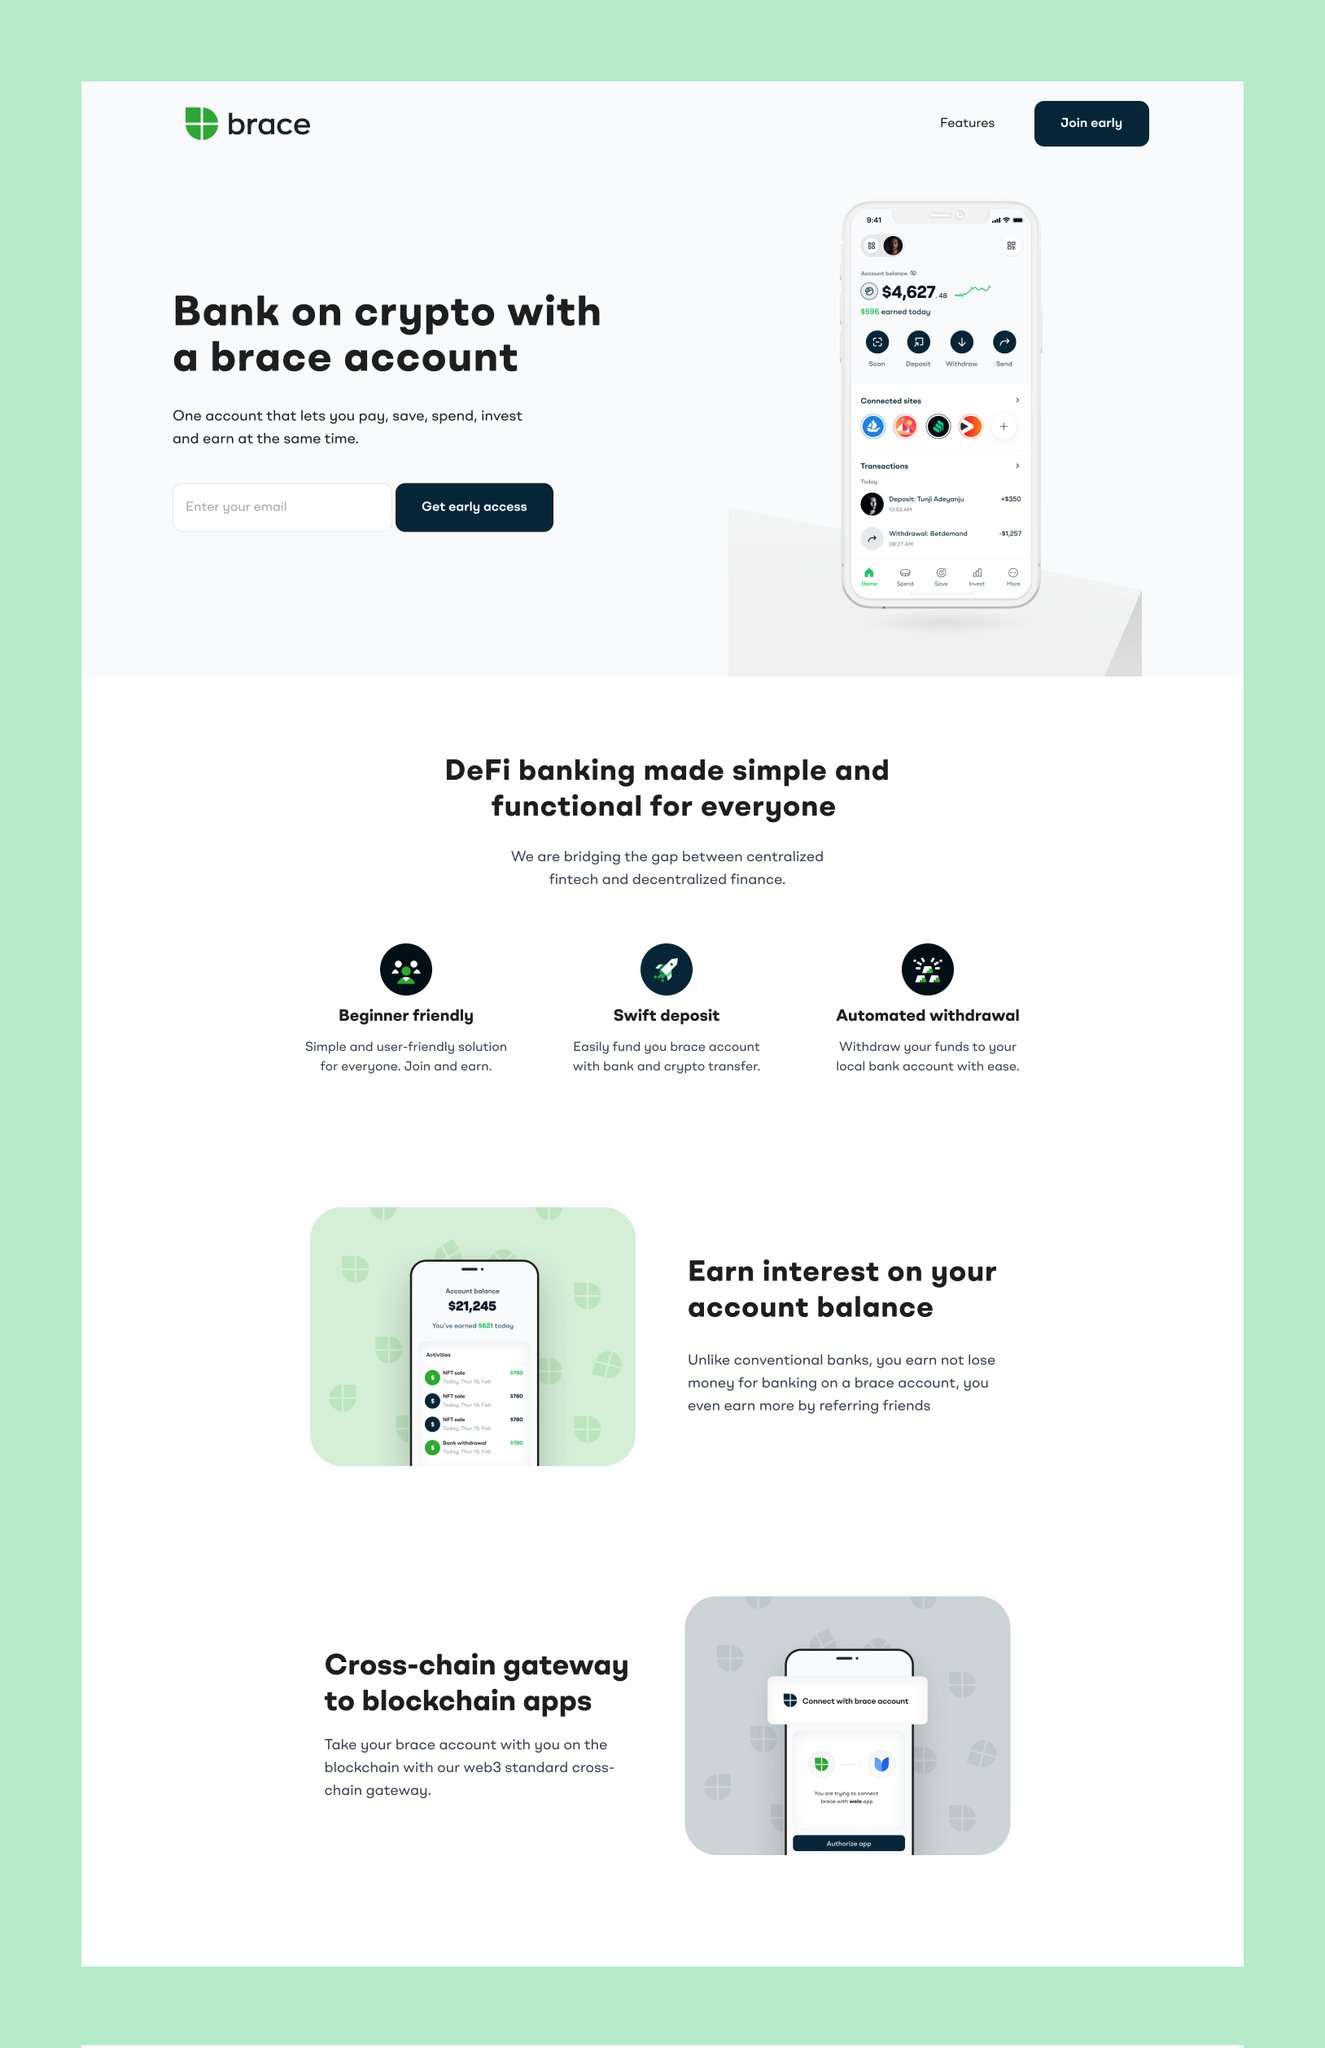 brace
Features
Join early
Bank on crypto with
a brace account
One account that lets you pay, save, spend, invest
and earn at the same time.
Enter your email
Get early access
9:41
Account balance
$4,627.48
$596 earned today
Scan
Deposit
Withdraw
Send
Connected sites
Transactions
Today
Deposit: Tunji Adeyanju
+$350
10:53 AM
Withdrawal: Betdemand
-$1,257
06:27 AM
Home
Spend
Save
Invest
More
DeFi banking made simple and
functional for everyone
We are bridging the gap between centralized
fintech and decentralized finance.
Beginner friendly
Simple and user-friendly solution
for everyone. Join and earn.
Swift deposit
Easily fund you brace account
with bank and crypto transfer.
Automated withdrawal
Withdraw your funds to your
local bank account with ease.
Account balance
$21,245
You've earned $621 today
Activities
NFT sale
$780
Today, Thur 19, Feb
NFT sale
$780
Today, Thur 19, Feb
NFT sale
$780
Today, Thur 19, Feb
Bank withdrawal
$780
Today, Thur 19, Feb
Earn interest on your
account balance
Unlike conventional banks, you earn not lose
money for banking on a brace account, you
even earn more by referring friends
Cross-chain gateway
to blockchain apps
Take your brace account with you on the
blockchain with our web3 standard cross-
chain gateway.
Connect with brace account
You are trying to connect
brace with welo app
Authorize app